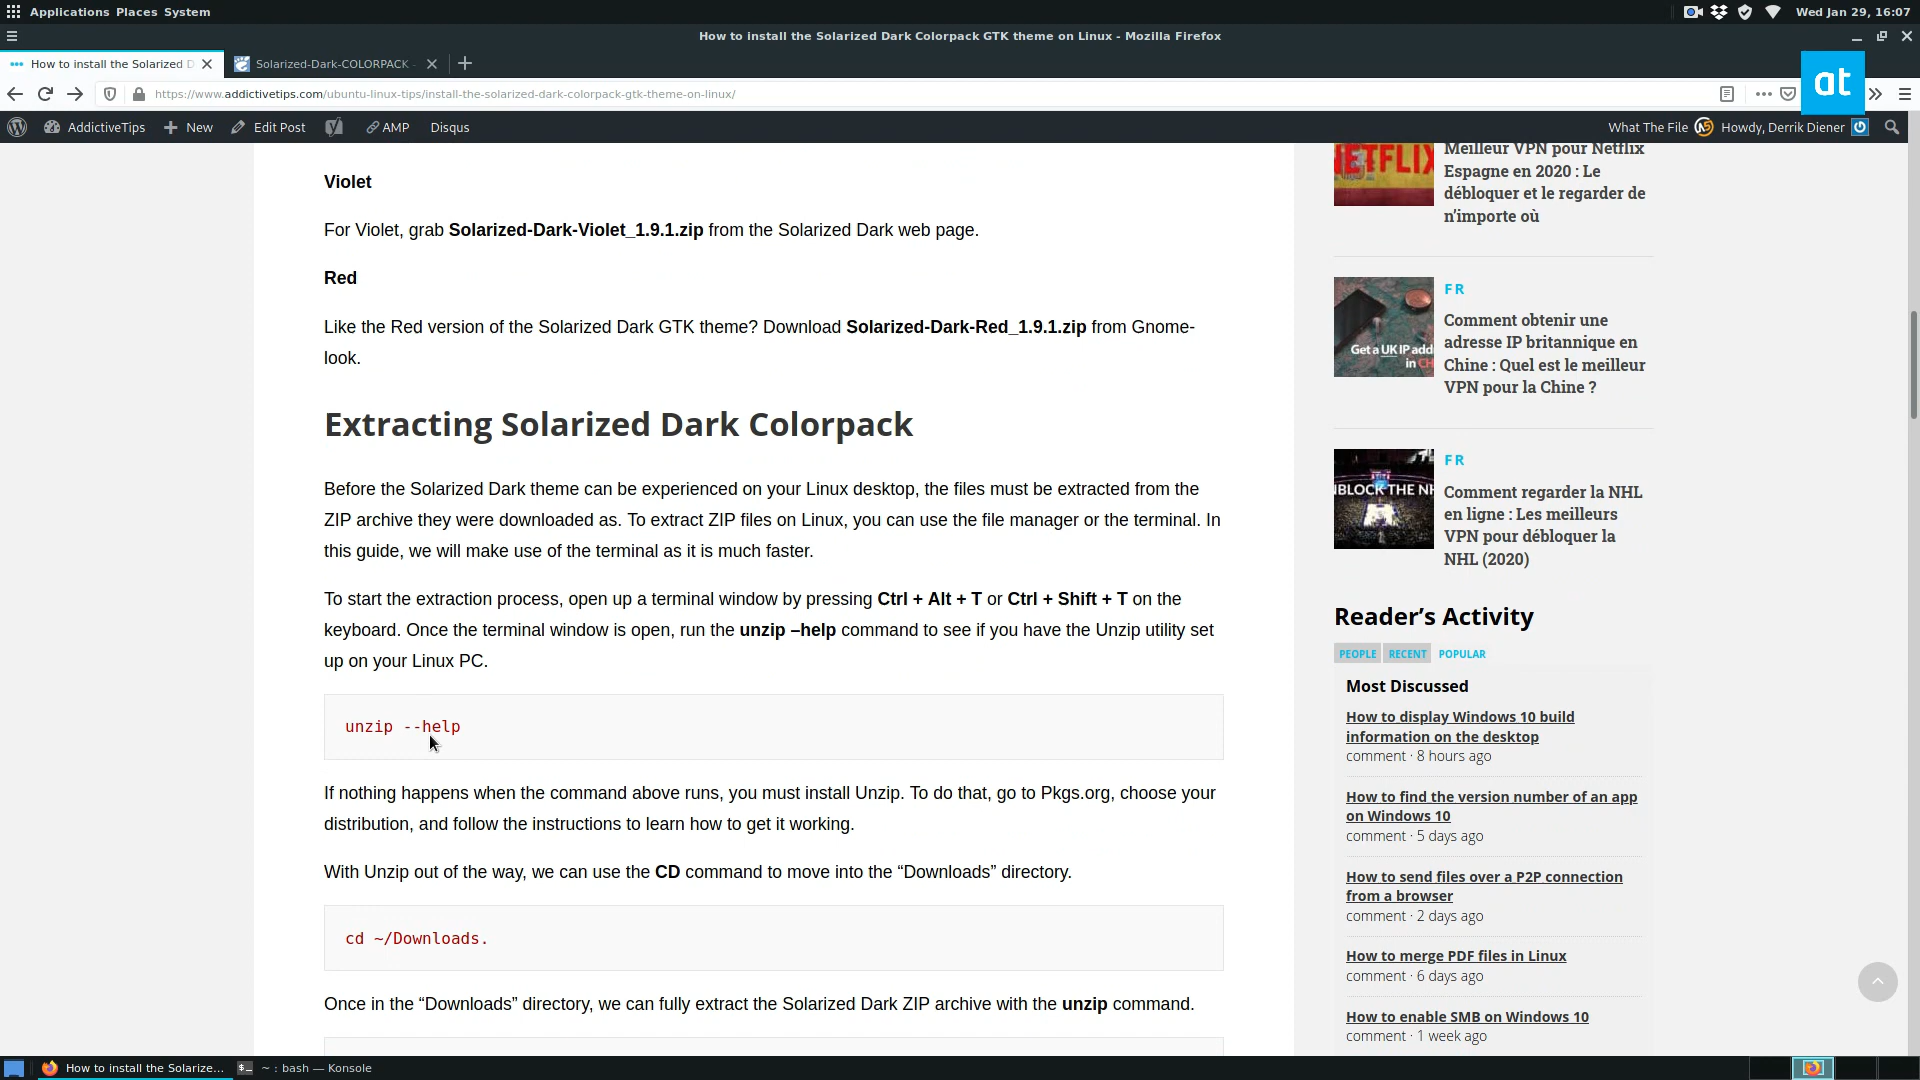 Applications Places System
Wed Jan 29, 16:07
How to install the Solarized Dark Colorpack GTK theme on Linux - Mozilla Firefox
How to install the Solarized D
Solarized-Dark-COLORPACK -
at
https://www.addictivetips.com/ubuntu-linux-tips/install-the-solarized-dark-colorpack-gtk-theme-on-linux/
AddictiveTips
New
Edit Post
AMP
Disqus
What The File
Howdy, Derrik Diener
Violet
For Violet, grab Solarized-Dark-Violet_1.9.1.zip from the Solarized Dark web page.
Red
Like the Red version of the Solarized Dark GTK theme? Download Solarized-Dark-Red_1.9.1.zip from Gnome-
look.
Extracting Solarized Dark Colorpack
Before the Solarized Dark theme can be experienced on your Linux desktop, the files must be extracted from the
ZIP archive they were downloaded as. To extract ZIP files on Linux, you can use the file manager or the terminal. In
this guide, we will make use of the terminal as it is much faster.
To start the extraction process, open up a terminal window by pressing Ctrl + Alt + T or Ctrl + Shift + T on the
keyboard. Once the terminal window is open, run the unzip –help command to see if you have the Unzip utility set
up on your Linux PC.
unzip --help
If nothing happens when the command above runs, you must install Unzip. To do that, go to Pkgs.org, choose your
distribution, and follow the instructions to learn how to get it working.
With Unzip out of the way, we can use the CD command to move into the “Downloads” directory.
cd ~/Downloads.
Once in the “Downloads” directory, we can fully extract the Solarized Dark ZIP archive with the unzip command.
NETFLIX
Meilleur VPN pour Netflix
Espagne en 2020 : Le
débloquer et le regarder de
n’importe où
Get a UK IP add
in CH
FR
Comment obtenir une
adresse IP britannique en
Chine : Quel est le meilleur
VPN pour la Chine ?
NBLOCK THE NH
FR
Comment regarder la NHL
en ligne : Les meilleurs
VPN pour débloquer la
NHL (2020)
Reader’s Activity
PEOPLE
RECENT
POPULAR
Most Discussed
How to display Windows 10 build
information on the desktop
comment · 8 hours ago
How to find the version number of an app
on Windows 10
comment · 5 days ago
How to send files over a P2P connection
from a browser
comment · 2 days ago
How to merge PDF files in Linux
comment · 6 days ago
How to enable SMB on Windows 10
comment · 1 week ago
How to install the Solarize...
~ : bash — Konsole